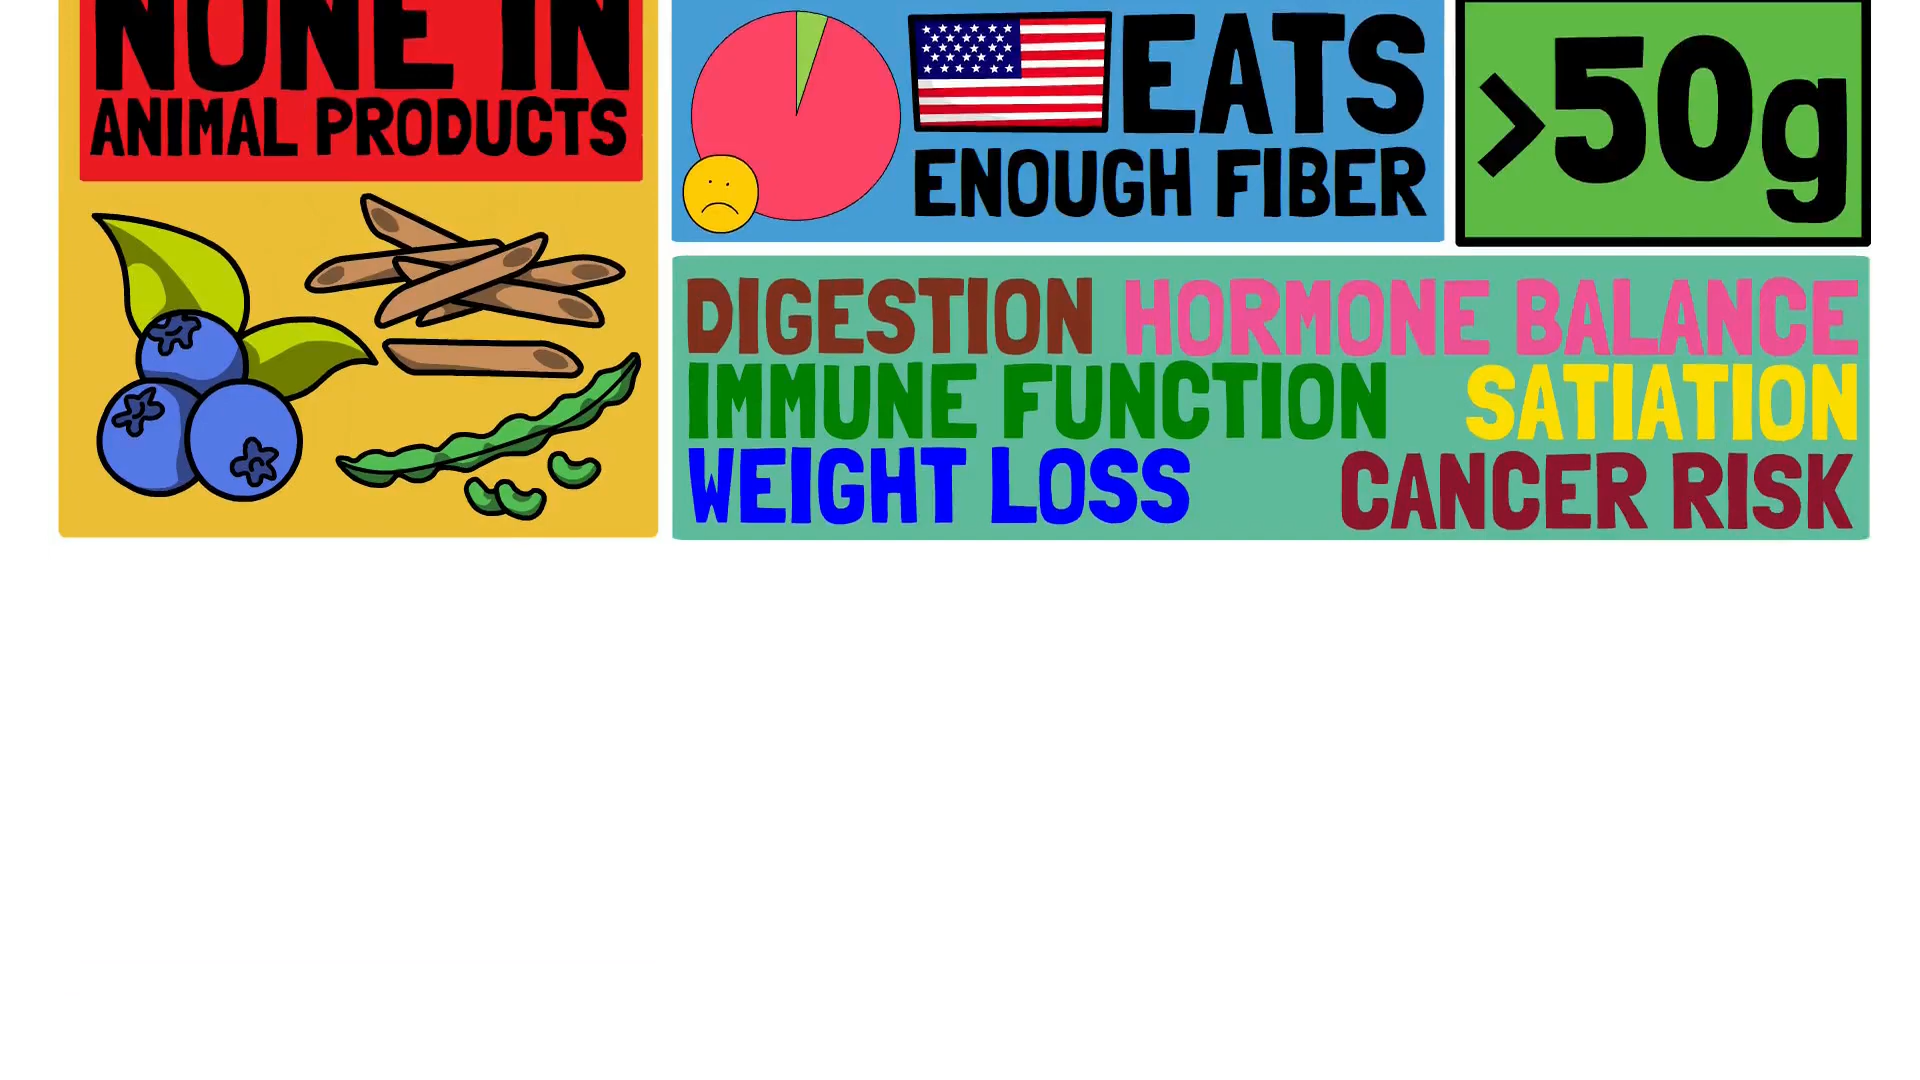 NONE IN
ANIMAL PRODUCTS
EATS
ENOUGH FIBER
>50g
DIGESTION HORMONE BALANCE
IMMUNE FUNCTION SATIATION
WEIGHT LOSS CANCER RISK